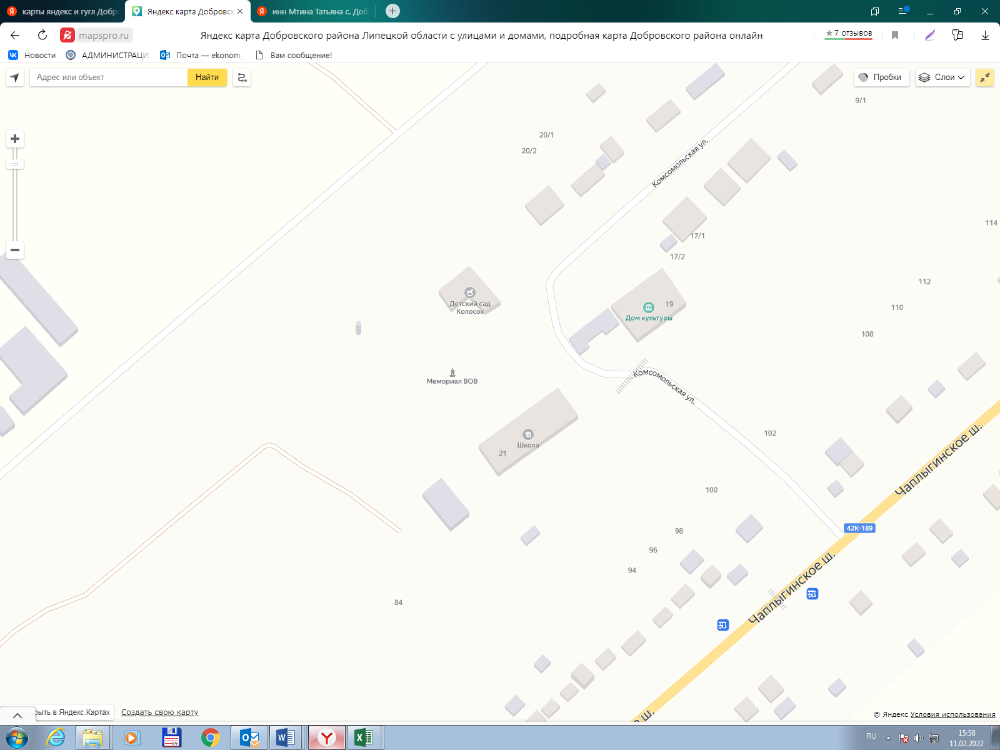 карты яндекс и гугл Добро
Яндекс карта Добровск
инн Мтина Татьяна с. Доб
mapspro.ru
Яндекс карта Добровского района Липецкой области с улицами и домами, подробная карта Добровского района онлайн
7 отзывов
Новости
АДМИНИСТРАЦИ
Почта — ekonom_
Вам сообщение!
Адрес или объект
Найти
Пробки
Слои
9/1
20/1
20/2
Комсомольская ул.
114
17/1
17/2
112
110
108
19
Дом культуры
Детский сад
Колосок
Мемориал ВОВ
Комсомольская ул.
Школа
21
102
100
98
96
94
84
Чаплыгинское ш.
42К-189
Чаплыгинское ш.
о ш.
рыть в Яндекс.Картах
Создать свою карту
© Яндекс Условия использования
RU
15:58
11.02.2022